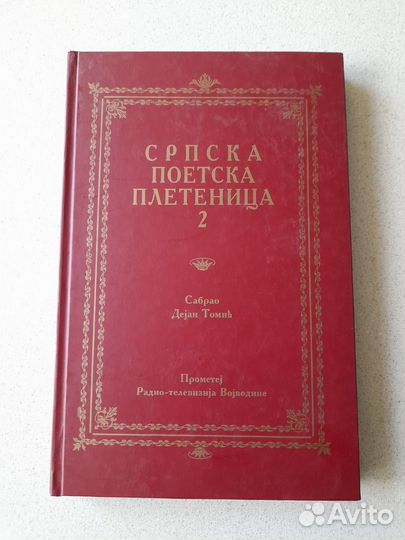 СРПСКА
ПОЕТСКА
ПЛЕТЕНИЦА
2
Сабрао
Дејан Томић
Прометеј
Радио-телевизија Војводине
Avito